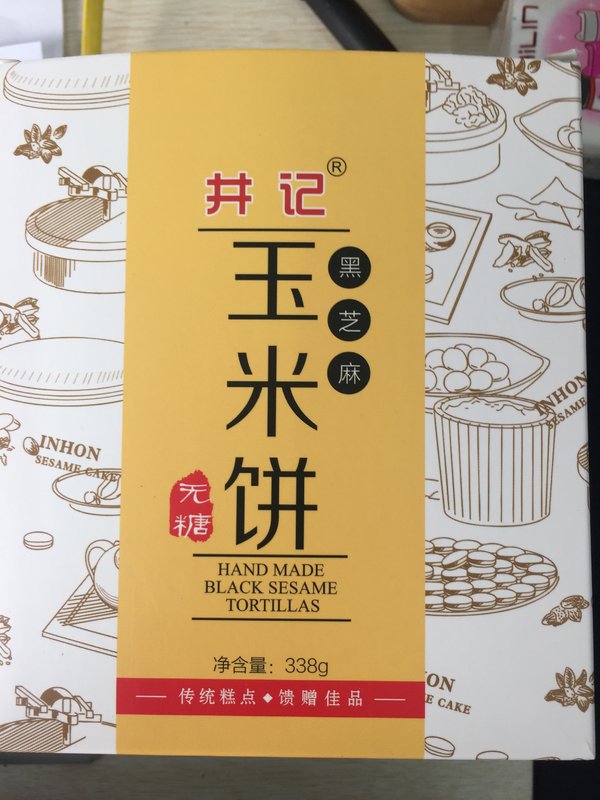 井记®
玉米饼
黑芝麻
无糖
HAND MADE
BLACK SESAME
TORTILLAS
净含量：338g
传统糕点◆馈赠佳品
INHON
SESAME CAKE
INHON
SESAME
ON
CAKE